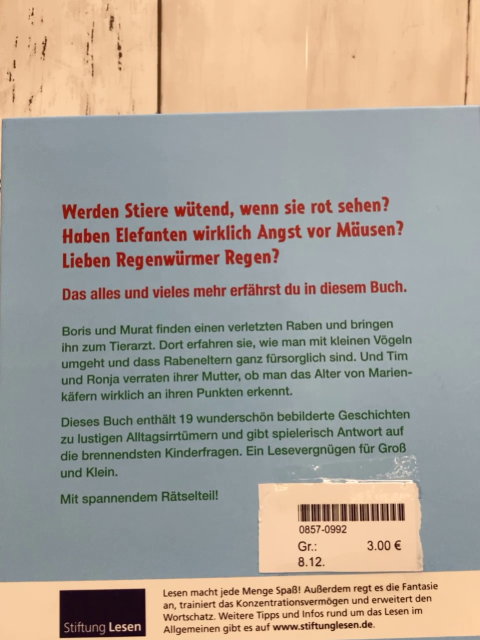 Werden Stiere wütend, wenn sie rot sehen?
Haben Elefanten wirklich Angst vor Mäusen?
Lieben Regenwürmer Regen?
Das alles und vieles mehr erfährst du in diesem Buch.
Boris und Murat finden einen verletzten Raben und bringen
ihn zum Tierarzt. Dort erfahren sie, wie man mit kleinen Vögeln
umgeht und dass Rabeneltern ganz fürsorglich sind. Und Tim
und Ronja verraten ihrer Mutter, ob man das Alter von Marien-
käfern wirklich an ihren Punkten erkennt.
Dieses Buch enthält 19 wunderschön bebilderte Geschichten
zu lustigen Alltagsirrtümern und gibt spielerisch Antwort auf
die brennendsten Kinderfragen. Ein Lesevergnügen für Groß
und Klein.
Mit spannendem Rätselteil!
0857-0992
Gr.: 3.00 €
8.12.
Stiftung Lesen
Lesen macht jede Menge Spaß! Außerdem regt es die Fantasie
an, trainiert das Konzentrationsvermögen und erweitert den
Wortschatz. Weitere Tipps und Infos rund um das Lesen im
Allgemeinen gibt es auf www.stiftunglesen.de.